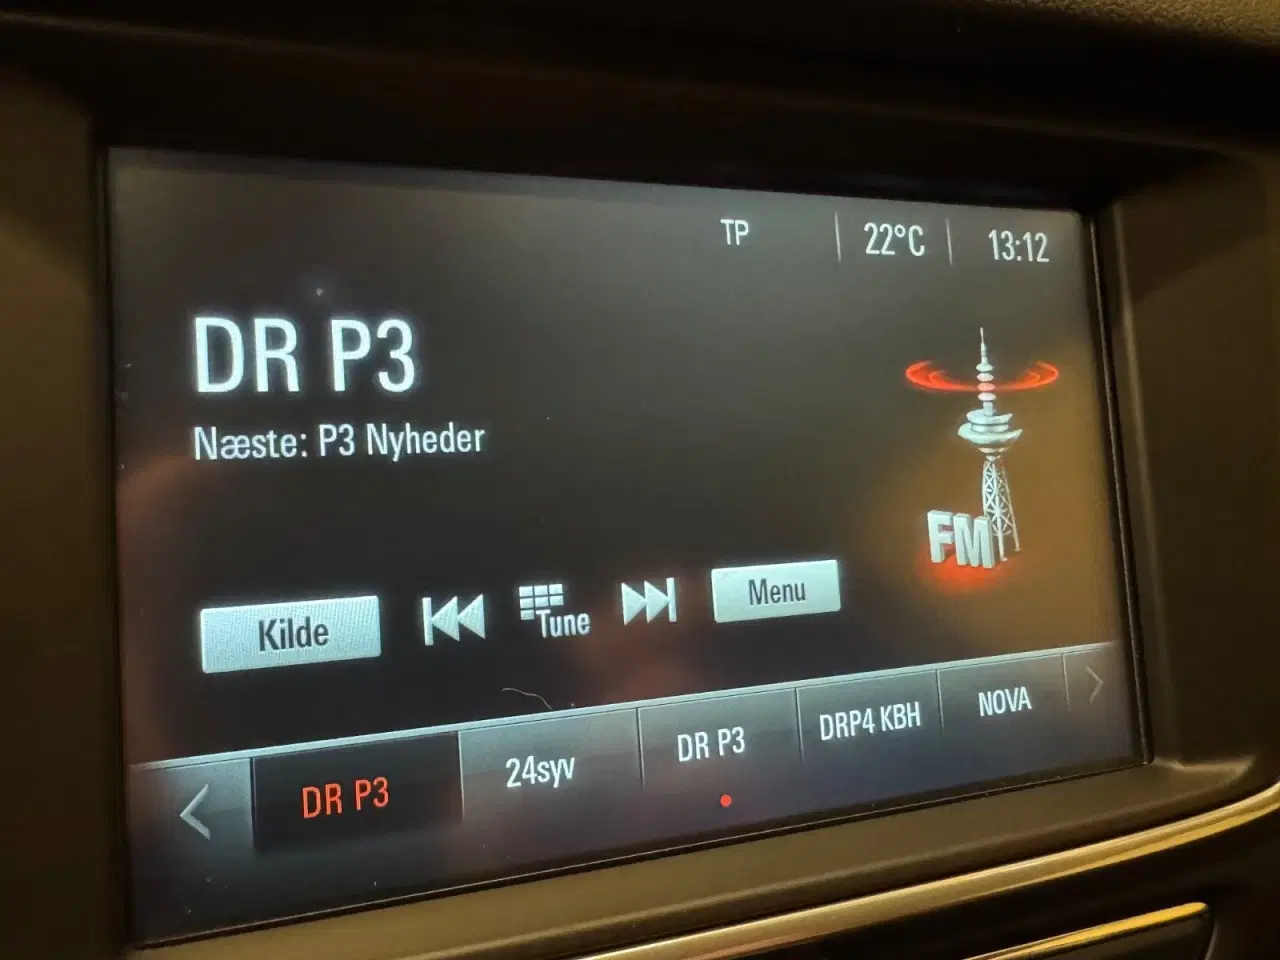 TP 22°C 13:12
DR P3
Næste: P3 Nyheder
FM
Kilde Tune Menu
DR P3 24syv DR P3 DRP4 KBH NOVA